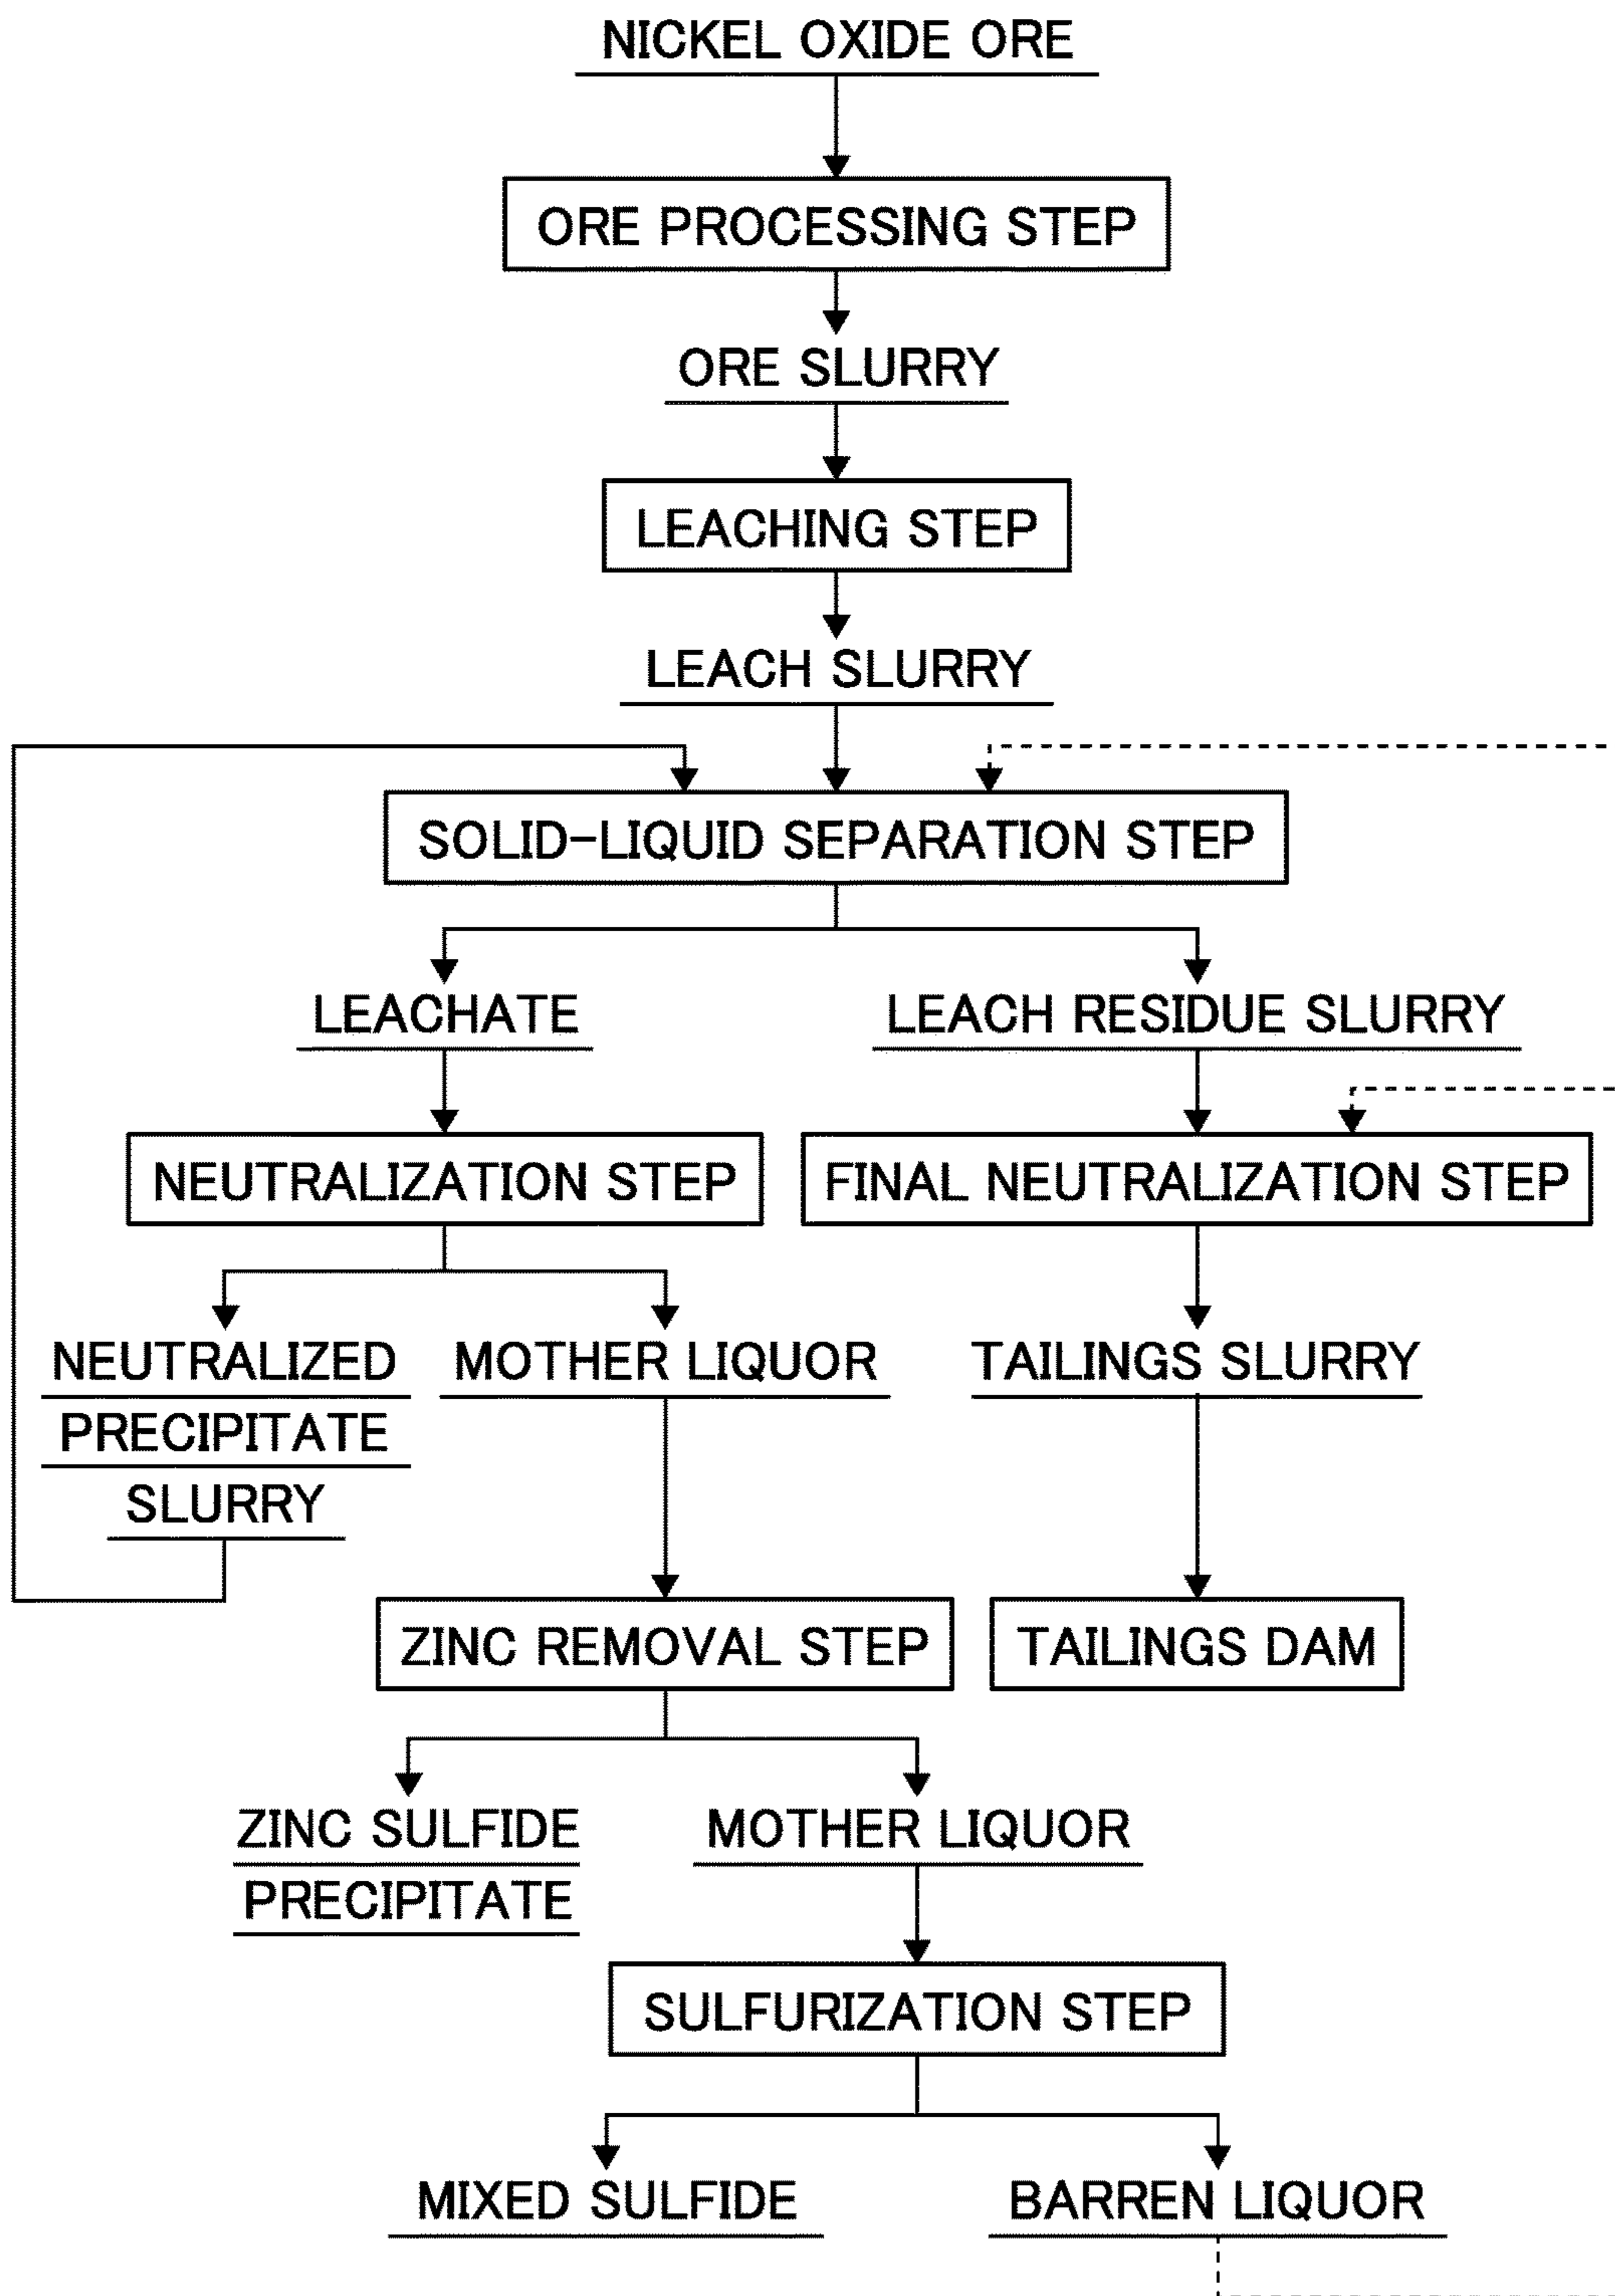 NICKEL OXIDE ORE
ORE PROCESSING STEP
ORE SLURRY
LEACHING STEP
LEACH SLURRY
SOLID-LIQUID SEPARATION STEP
LEACHATE
LEACH RESIDUE SLURRY
NEUTRALIZATION STEP
FINAL NEUTRALIZATION STEP
NEUTRALIZED
PRECIPITATE
SLURRY
MOTHER LIQUOR
TAILINGS SLURRY
ZINC REMOVAL STEP
TAILINGS DAM
ZINC SULFIDE
PRECIPITATE
MOTHER LIQUOR
SULFURIZATION STEP
MIXED SULFIDE
BARREN LIQUOR